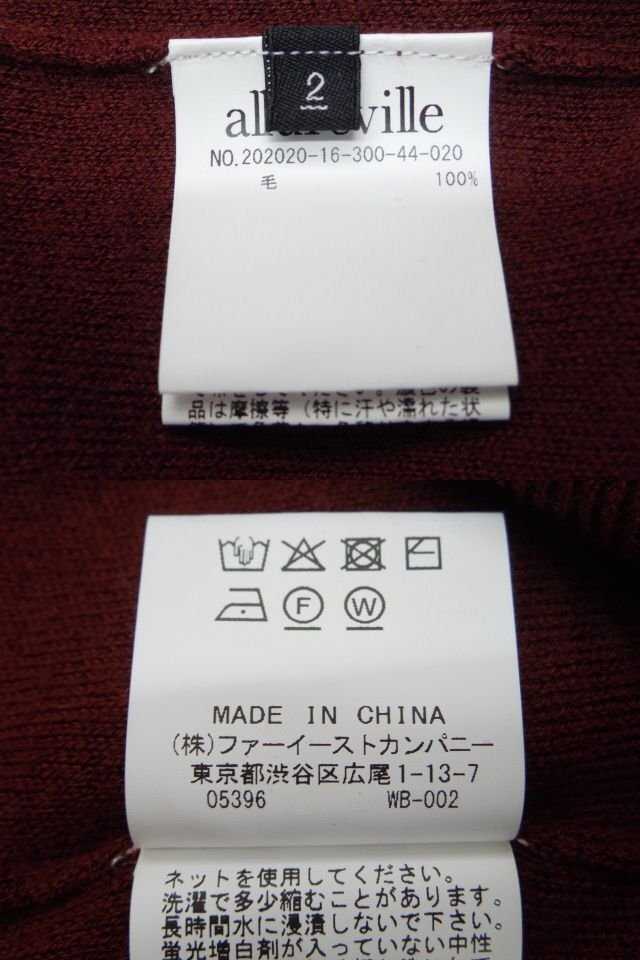 2
allureville
NO.202020-16-300-44-020
毛 100%
品は摩擦等（特に汗や濡れた状
F W
MADE IN CHINA
(株)ファーイーストカンパニー
東京都渋谷区広尾1-13-7
05396 WB-002
ネットを使用してください。
洗濯で多少縮むことがあります。
長時間水に浸漬しないで下さい。
蛍光増白剤が入っていない中性